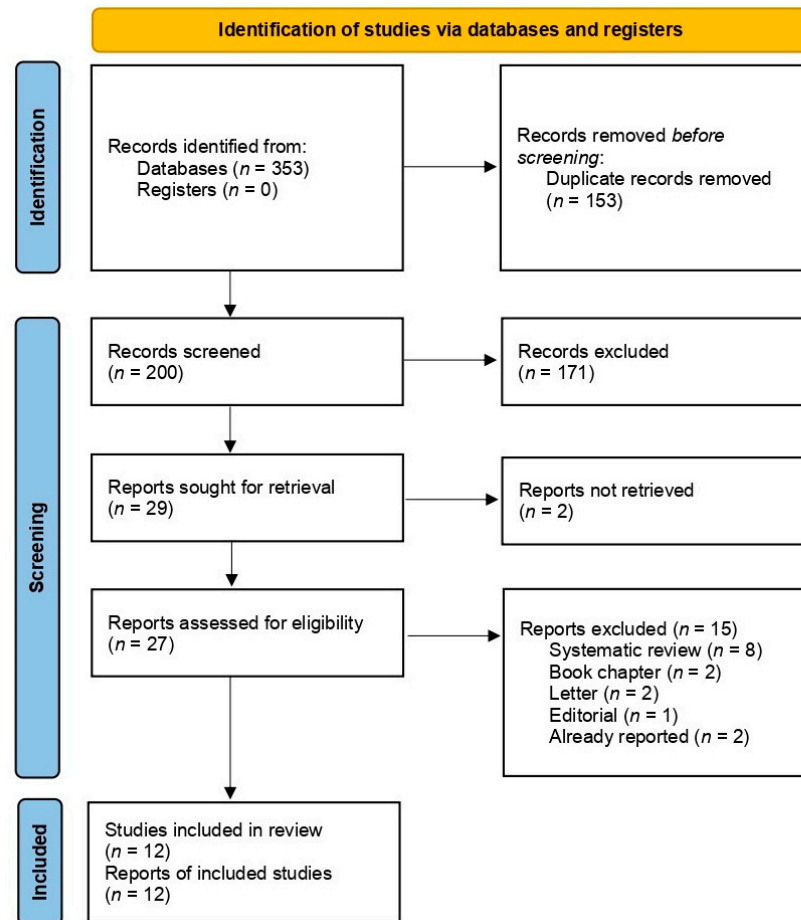 Identification of studies via databases and registers
Identification
Records identified from:
Databases (n = 353)
Registers (n = 0)
Records removed before
screening:
Duplicate records removed
(n = 153)
Screening
Records screened
(n = 200)
Records excluded
(n = 171)
Reports sought for retrieval
(n = 29)
Reports not retrieved
(n = 2)
Reports assessed for eligibility
(n = 27)
Reports excluded (n = 15)
Systematic review (n = 8)
Book chapter (n = 2)
Letter (n = 2)
Editorial (n = 1)
Already reported (n = 2)
Included
Studies included in review
(n = 12)
Reports of included studies
(n = 12)